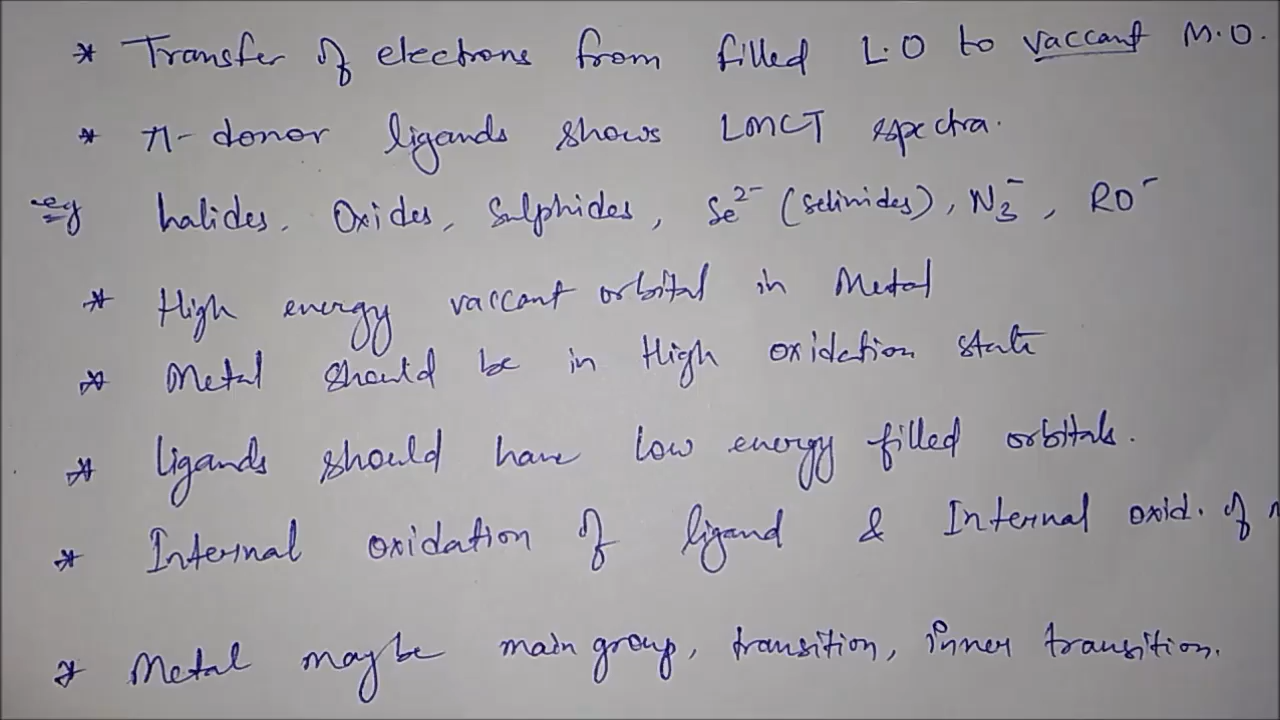 * Transfer of electrons from filled L.O to vaccant M.O.
* π-donor ligands shows LMCT spectra.
eg halides, Oxides, Sulphides, Se²⁻ (selinides), N₃⁻, RO⁻
* High energy vaccant orbital in Metal
* Metal should be in High oxidation state
* ligands should have low energy filled orbitals.
* Internal oxidation of ligand & Internal oxid. of
* Metal maybe main group, transition, inner transition.